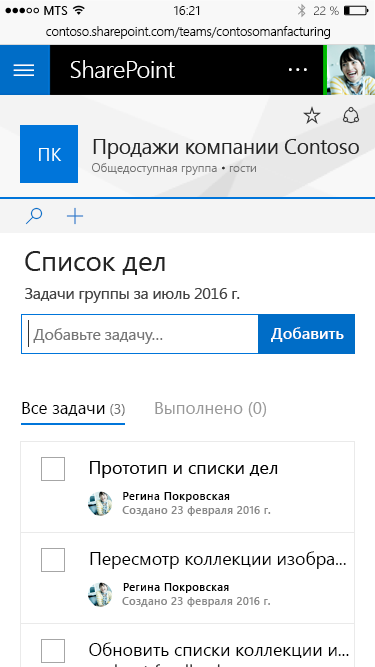 MTS 16:21 22 %
contoso.sharepoint.com/teams/contosomanfacturing
SharePoint
ПК
Продажи компании Contoso
Общедоступная группа • гости
Список дел
Задачи группы за июль 2016 г.
Добавьте задачу...
Добавить
Все задачи (3) Выполнено (0)
Прототип и списки дел
Регина Покровская
Создано 23 февраля 2016 г.
Пересмотр коллекции изобра...
Регина Покровская
Создано 23 февраля 2016 г.
Обновить списки коллекции и...